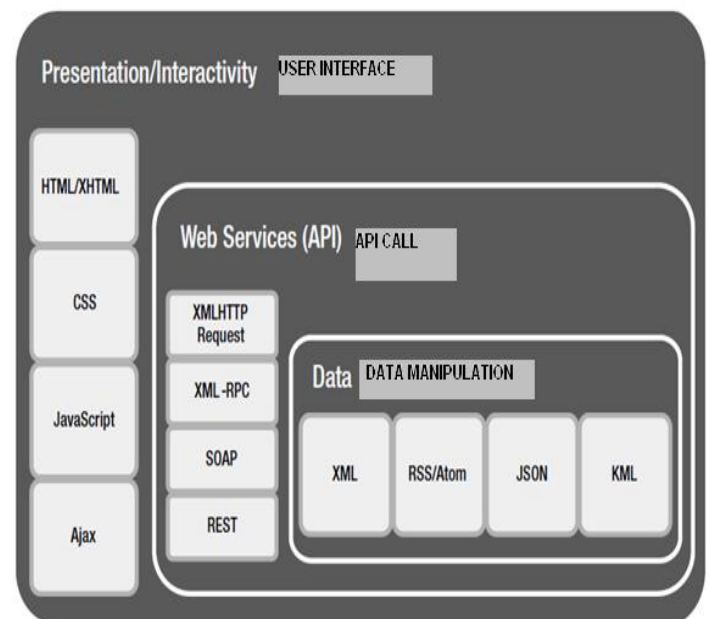 Presentation/Interactivity USER INTERFACE
HTML/XHTML
CSS
JavaScript
Ajax
Web Services (API) API CALL
XMLHTTP
Request
XML-RPC
SOAP
REST
Data DATA MANIPULATION
XML RSS/Atom JSON KML